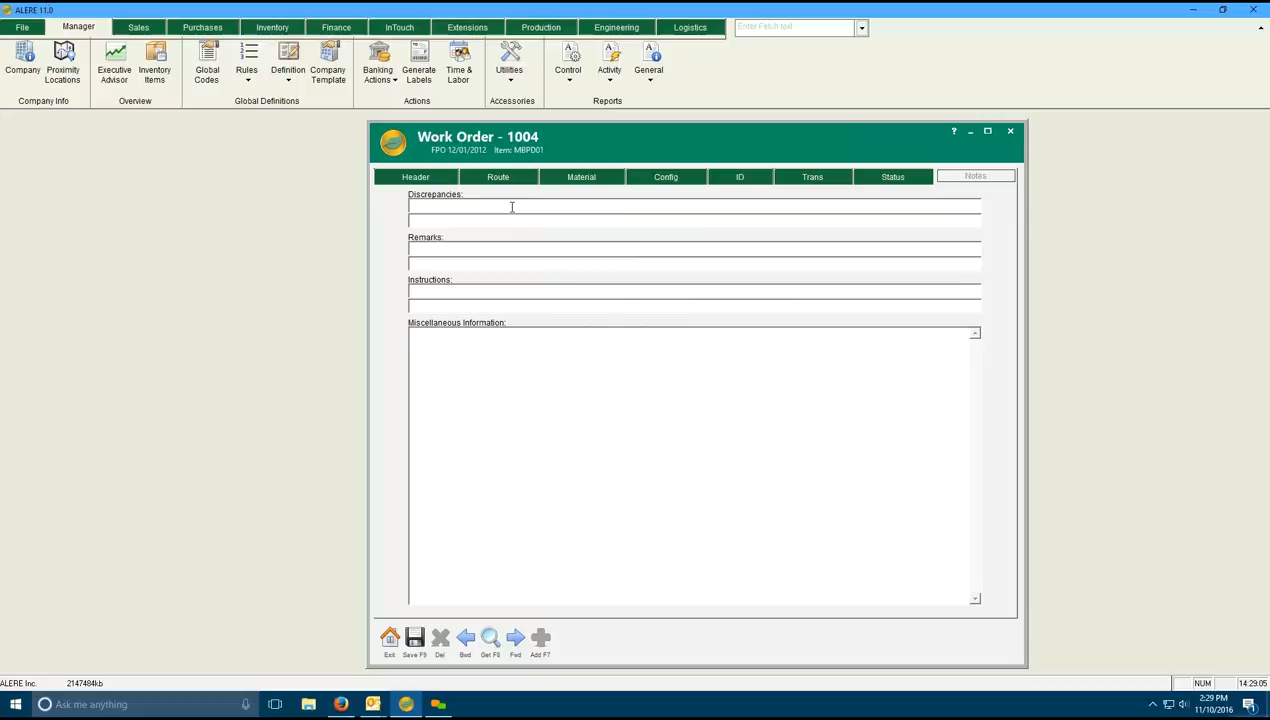 ALERE 11.0
File Manager Sales Purchases Inventory Finance InTouch Extensions Production Engineering Logistics Enter Fetch text
Company Proximity Locations Executive Advisor Inventory Items Global Codes Rules Definition Company Template Banking Actions Generate Labels Time & Labor Utilities Control Activity General
Company Info Overview Global Definitions Actions Accessories Reports
Work Order - 1004
FPO 12/01/2012 Item: MBPD01
? 
Header Route Material Config ID Trans Status Notes
Discrepancies:
Remarks:
Instructions:
Miscellaneous Information:
Exit Save F9 Del Bwd Get F8 Fwd Add F7
ALERE Inc. 2147484kb NUM 14:29:05
Ask me anything
2:29 PM
11/10/2016